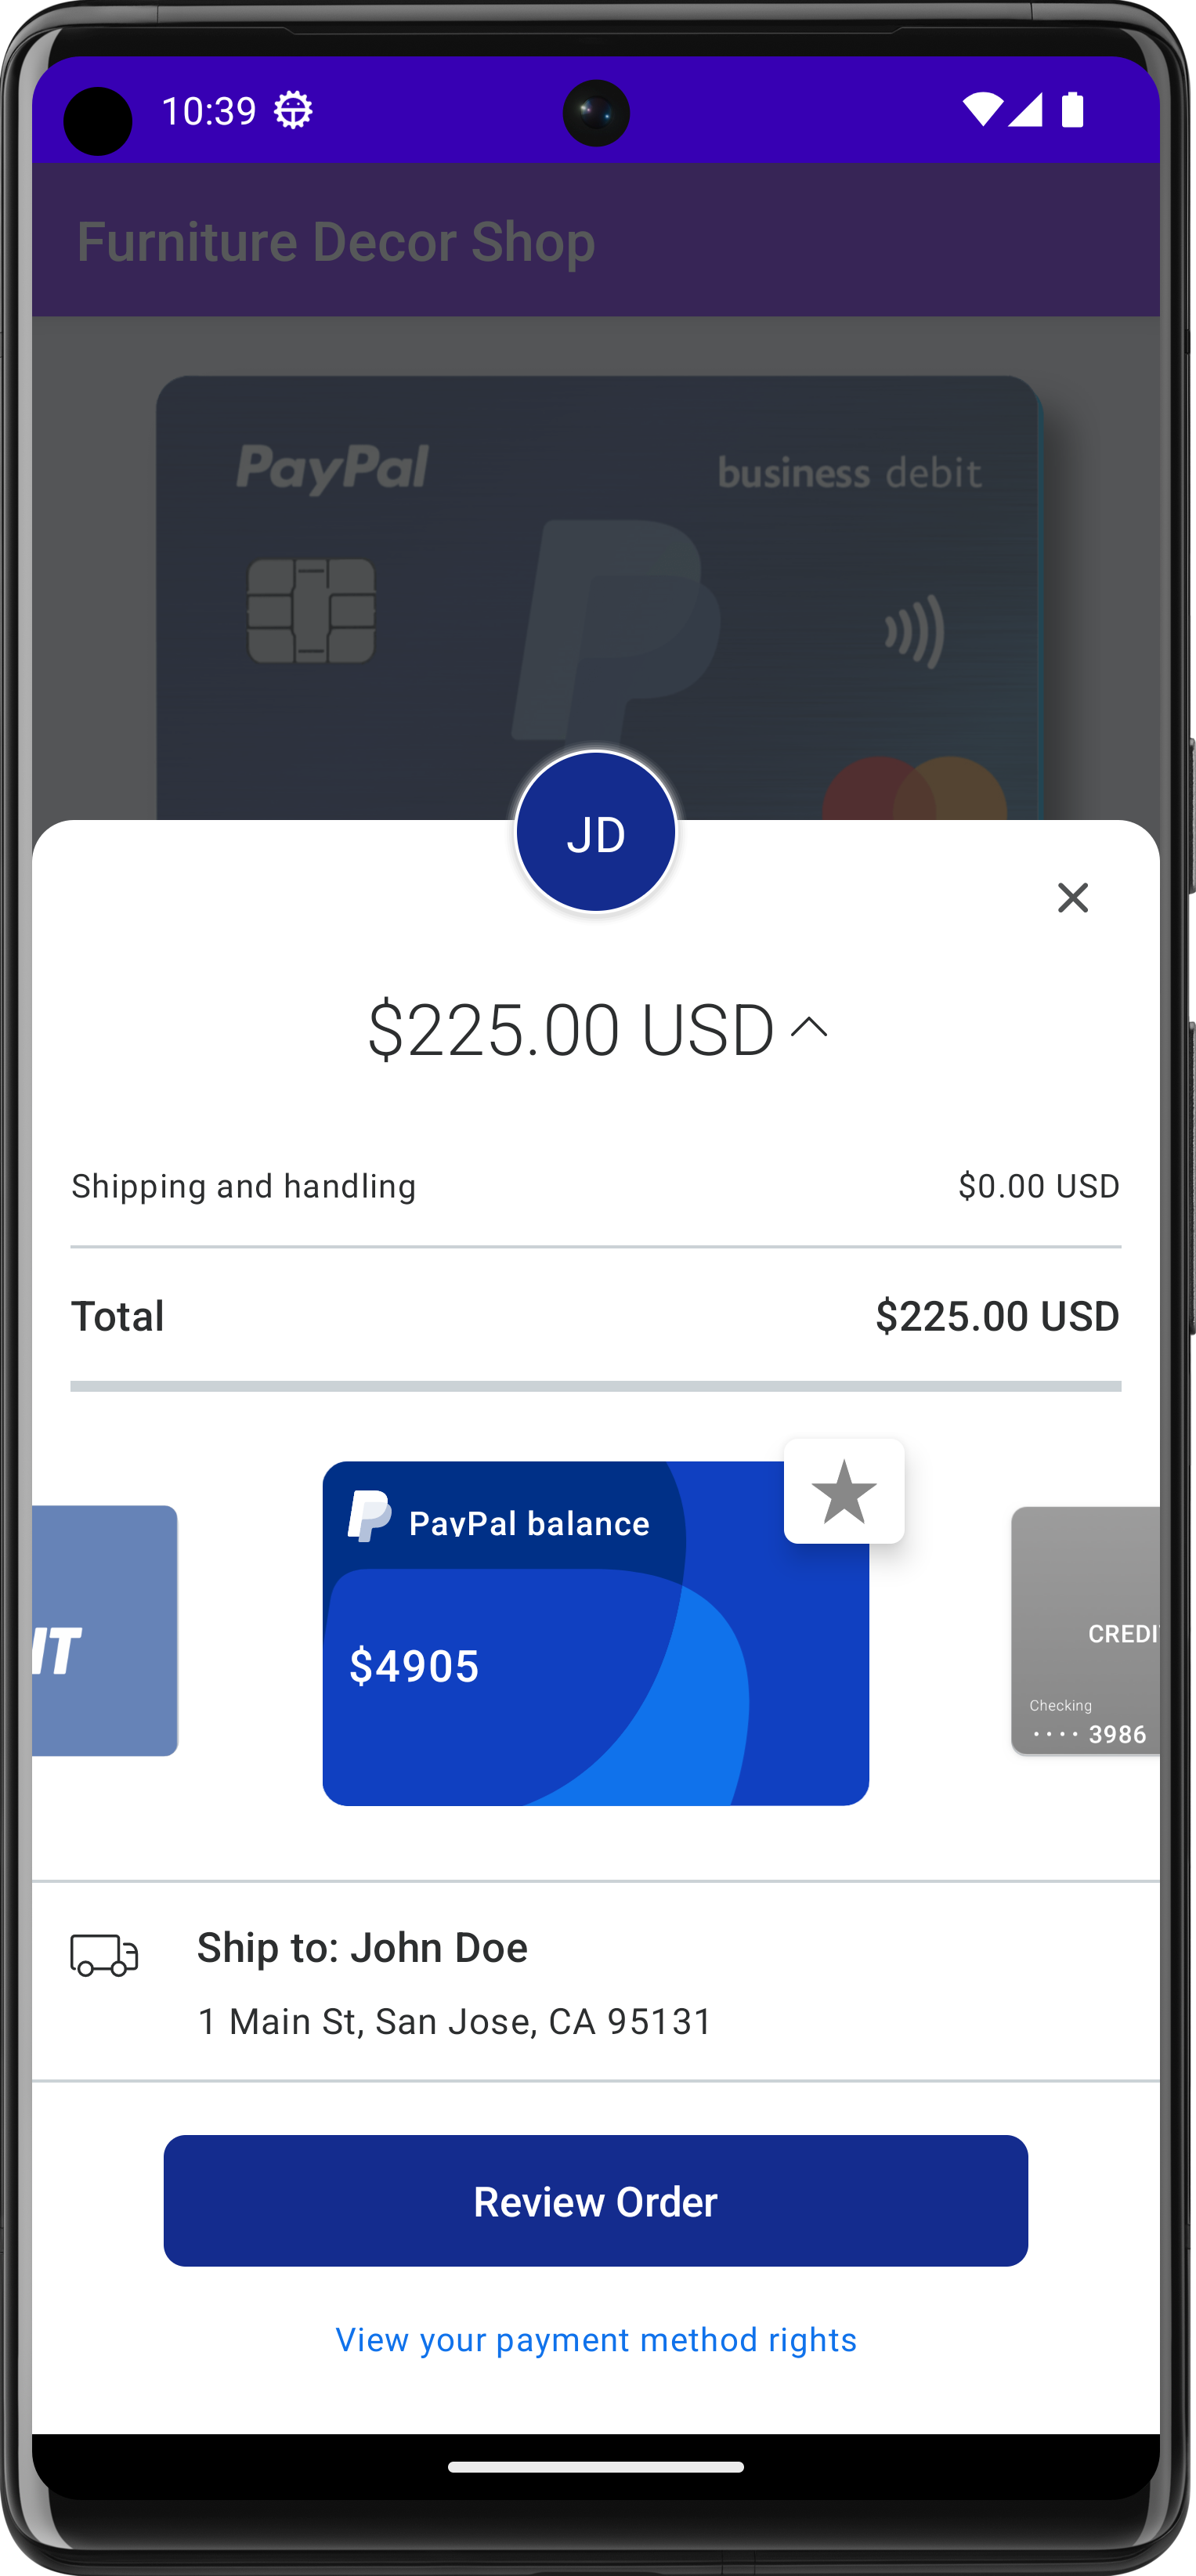 10:39
Furniture Decor Shop
PayPal
business debit
JD
$225.00 USD
Shipping and handling $0.00 USD
Total $225.00 USD
PayPal balance
$4905
IT
CREDI
Checking
···· 3986
Ship to: John Doe
1 Main St, San Jose, CA 95131
Review Order
View your payment method rights